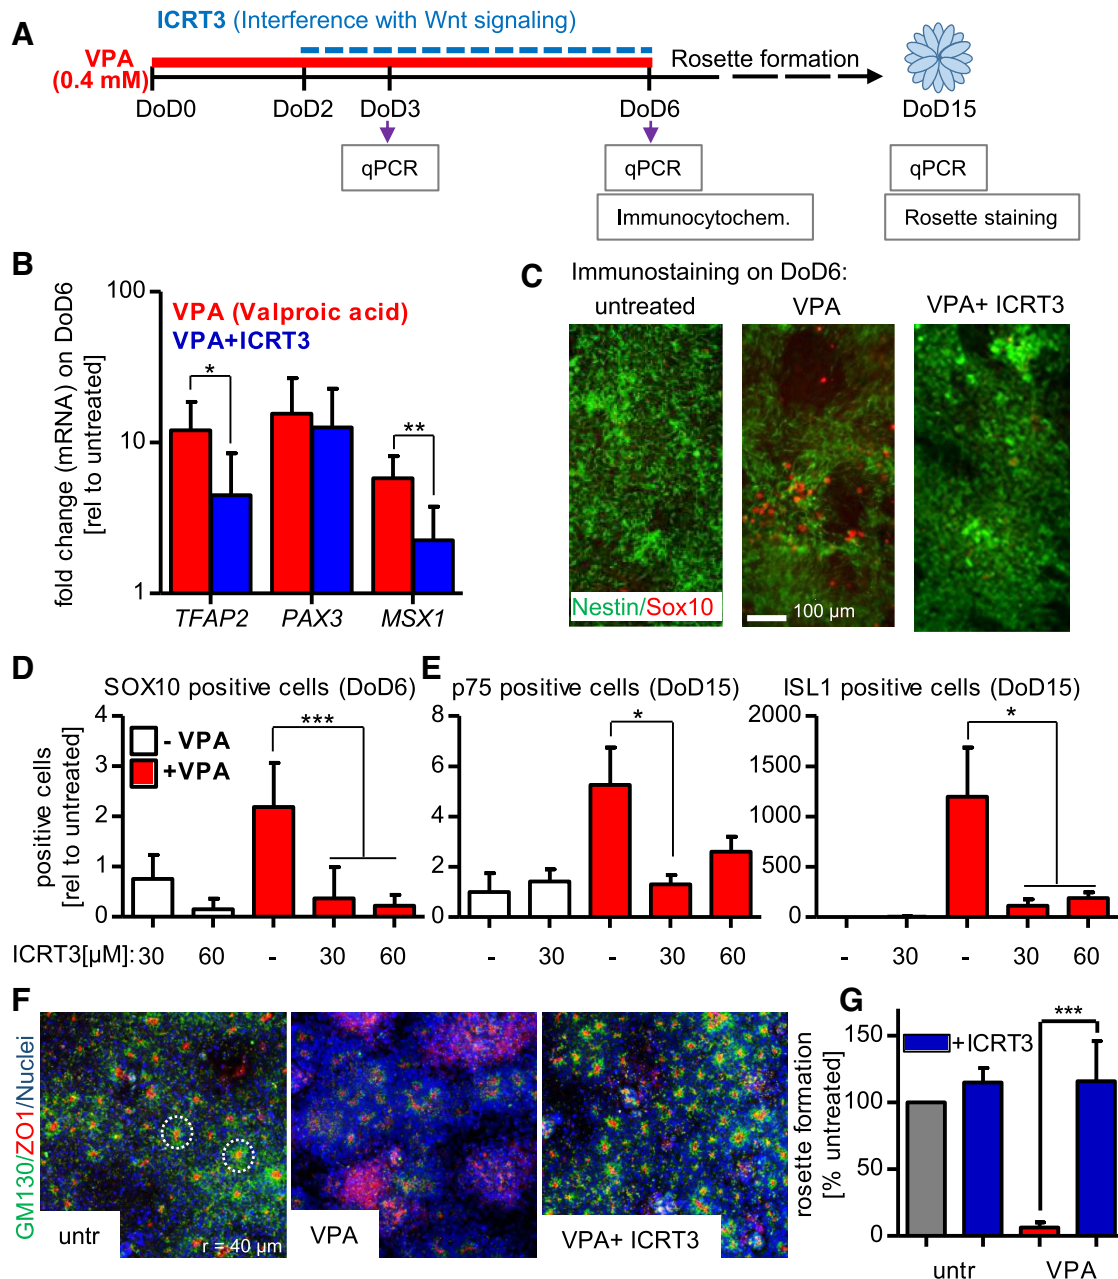 A
ICRT3 (Interference with Wnt signaling)
VPA
(0.4 mM)
Rosette formation
DoD0
DoD2
DoD3
DoD6
DoD15
qPCR
qPCR
qPCR
Immunocytochem.
Rosette staining
B
fold change (mRNA) on DoD6
[rel to untreated]
100
10
1
VPA (Valproic acid)
VPA+ICRT3
*
**
TFAP2
PAX3
MSX1
C
Immunostaining on DoD6:
untreated
VPA
VPA+ ICRT3
Nestin/Sox10
100 µm
D
SOX10 positive cells (DoD6)
positive cells
[rel to untreated]
4
3
2
1
0
- VPA
+VPA
***
ICRT3[µM]:
30
60
-
30
60
E
p75 positive cells (DoD15)
8
6
4
2
0
*
-
30
-
30
60
ISL1 positive cells (DoD15)
2000
1500
1000
500
0
*
-
30
-
30
60
F
GM130/ZO1/Nuclei
untr
r = 40 µm
VPA
VPA+ ICRT3
G
rosette formation
[% untreated]
150
100
50
0
+ICRT3
***
untr
VPA